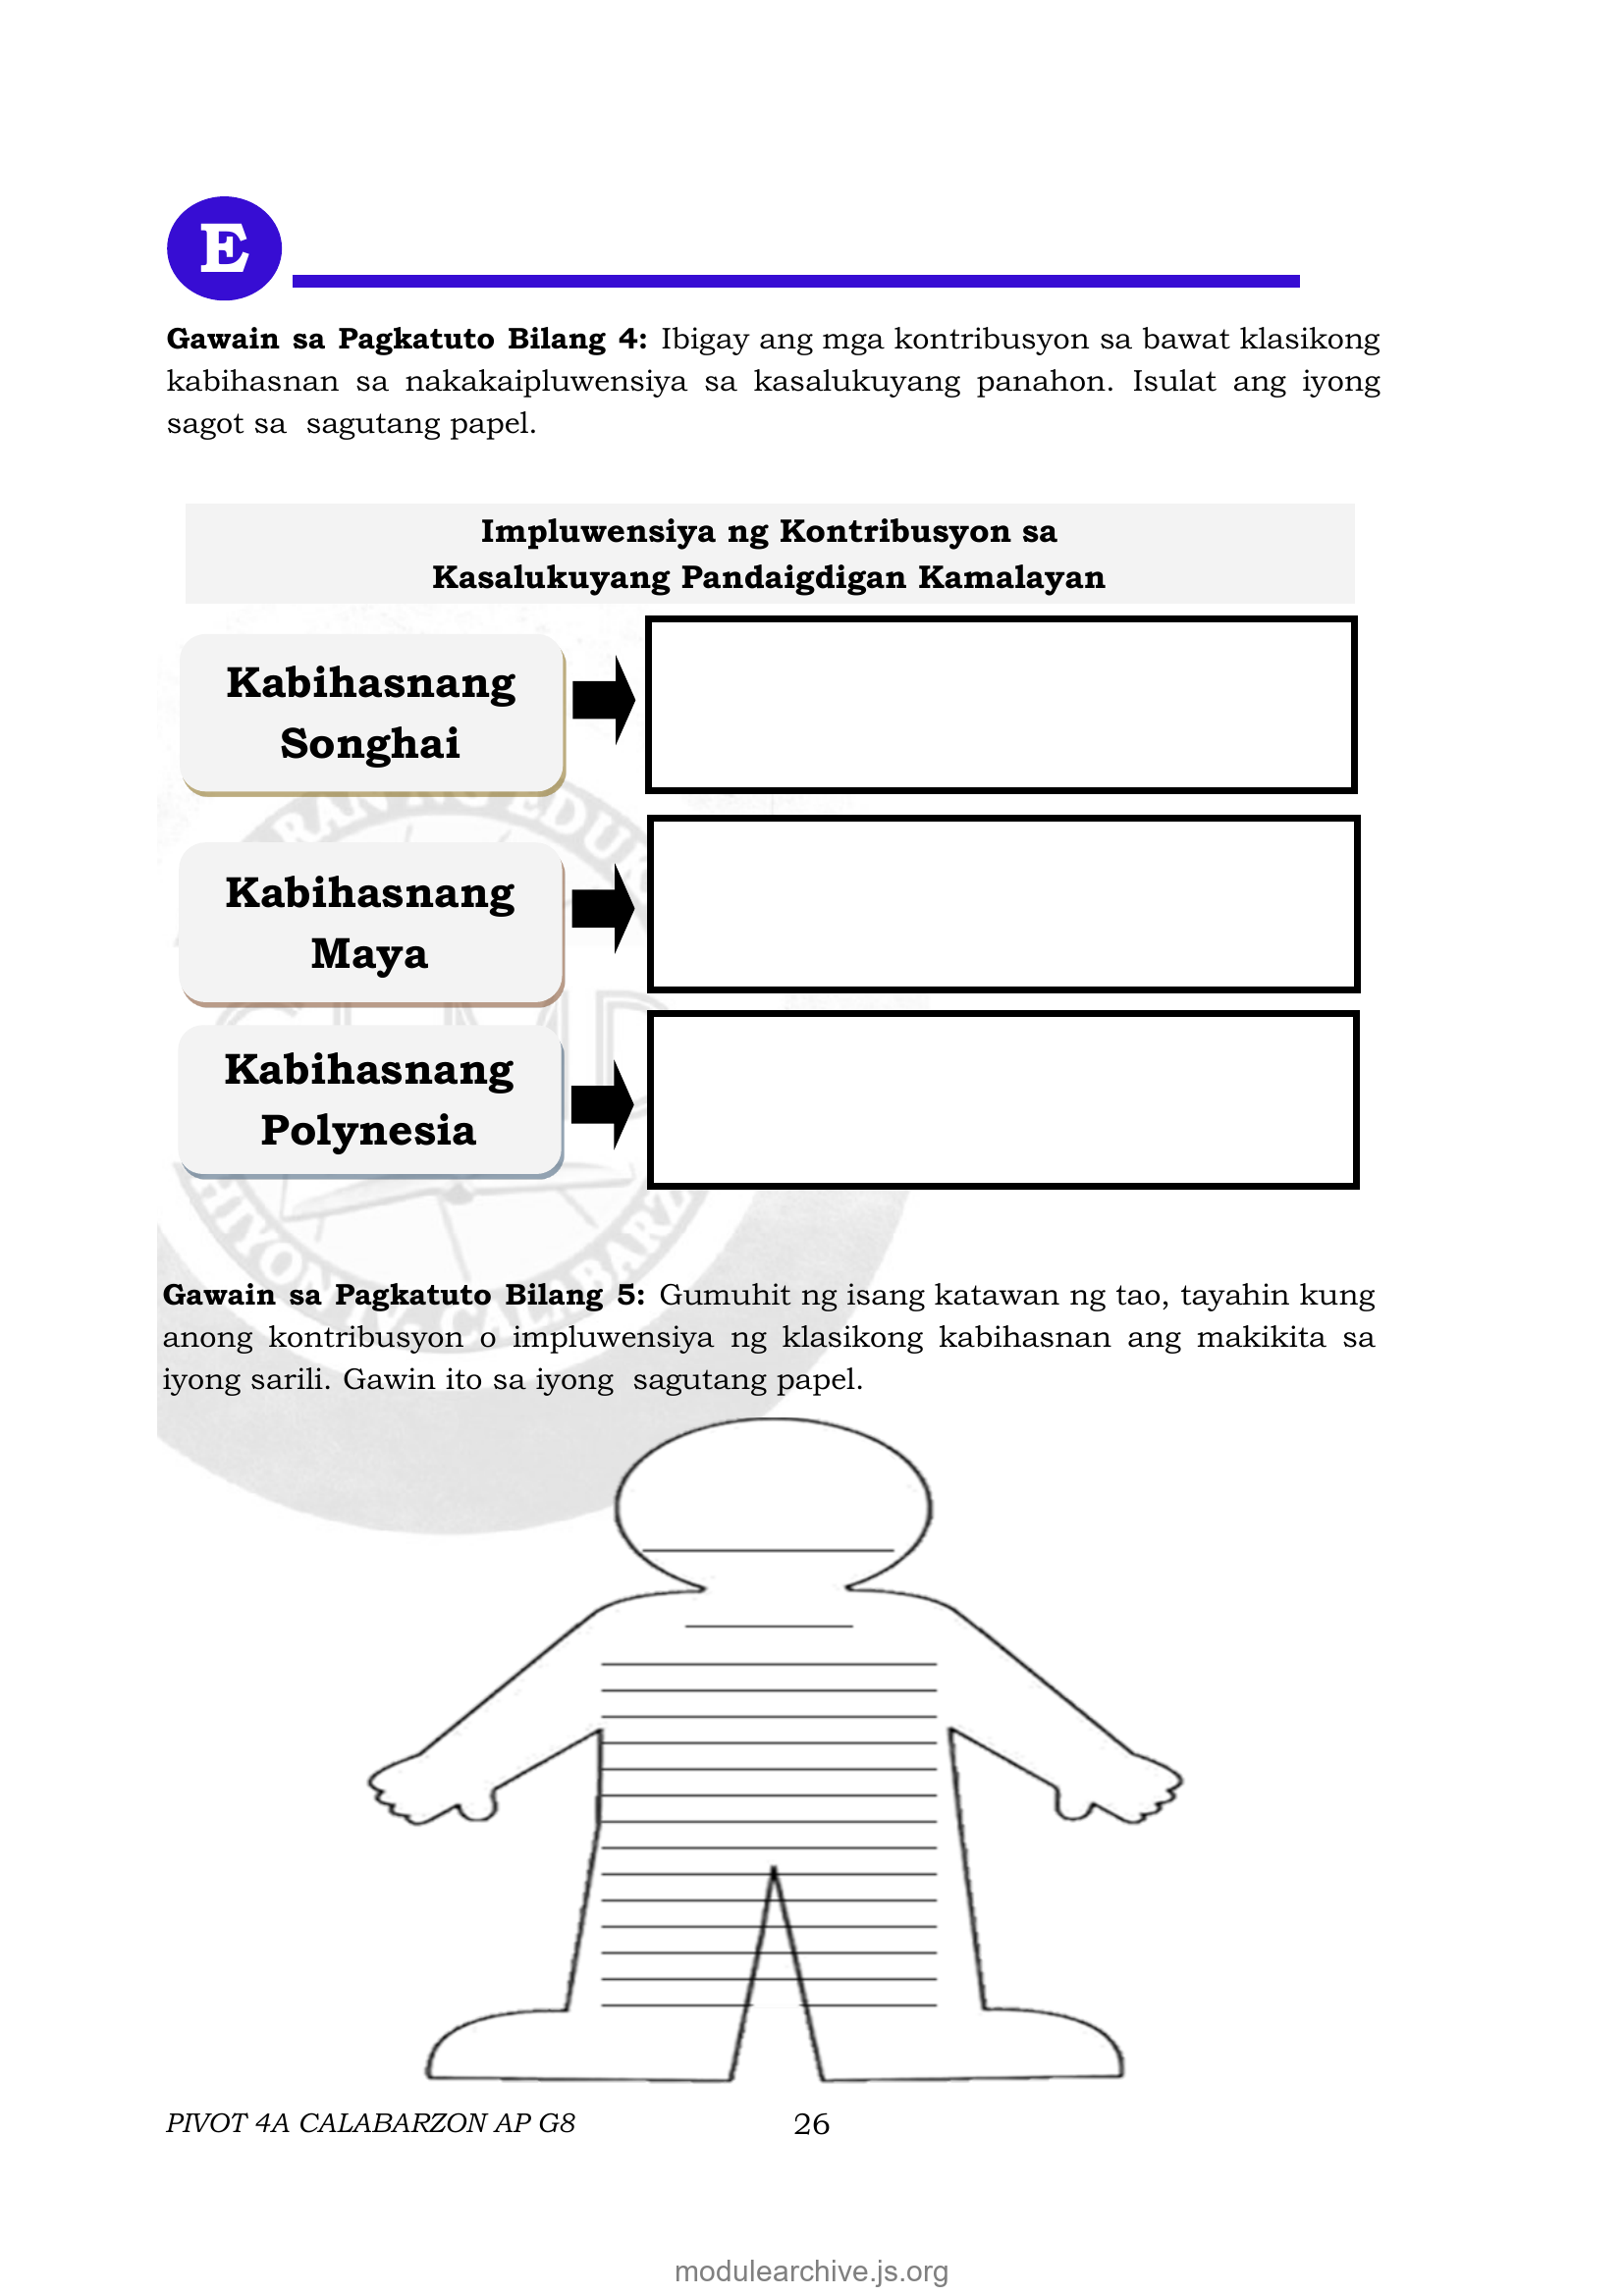 E
Gawain sa Pagkatuto Bilang 4: Ibigay ang mga kontribusyon sa bawat klasikong
kabihasnan sa nakakaipluwensiya sa kasalukuyang panahon. Isulat ang iyong
sagot sa sagutang papel.
Impluwensiya ng Kontribusyon sa
Kasalukuyang Pandaigdigan Kamalayan
Kabihasnang
Songhai
Kabihasnang
Maya
Kabihasnang
Polynesia
Gawain sa Pagkatuto Bilang 5: Gumuhit ng isang katawan ng tao, tayahin kung
anong kontribusyon o impluwensiya ng klasikong kabihasnan ang makikita sa
iyong sarili. Gawin ito sa iyong sagutang papel.
PIVOT 4A CALABARZON AP G8
26
modulearchive.js.org